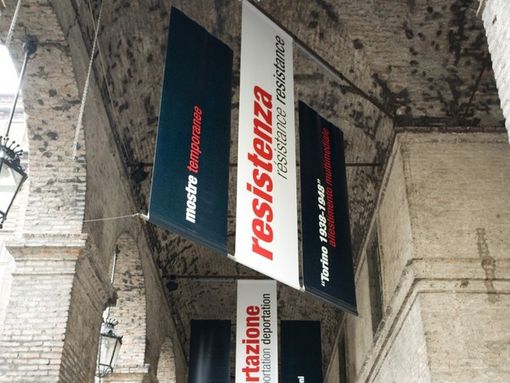 mostre temporanee
resistenza
résistance resistance
"Torino 1938-1948"
allestimento multimediale
rtazione
portation deportation